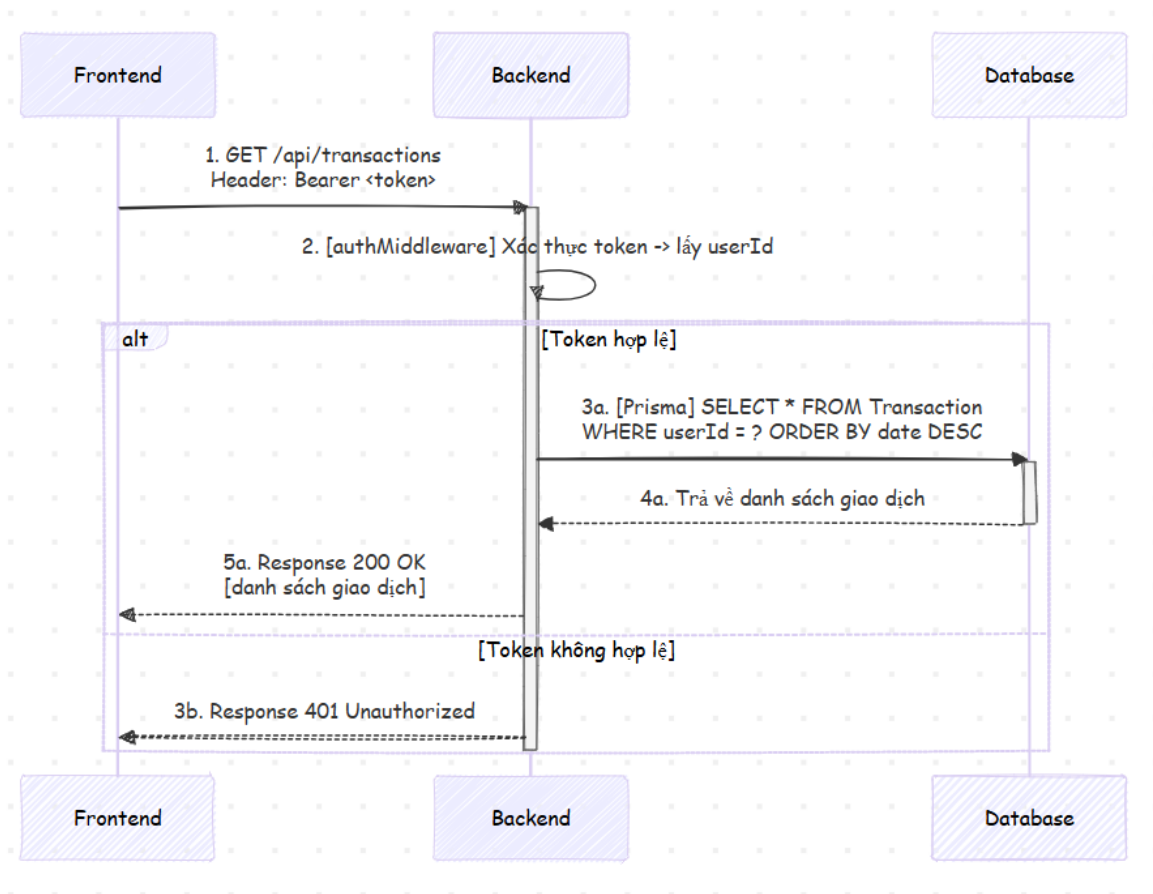 Frontend
Backend
Database
1. GET /api/transactions
Header: Bearer <token>
2. [authMiddleware] Xác thực token -> lấy userId
alt
[Token hợp lệ]
3a. [Prisma] SELECT * FROM Transaction
WHERE userId = ? ORDER BY date DESC
4a. Trả về danh sách giao dịch
5a. Response 200 OK
[danh sách giao dịch]
[Token không hợp lệ]
3b. Response 401 Unauthorized
Frontend
Backend
Database